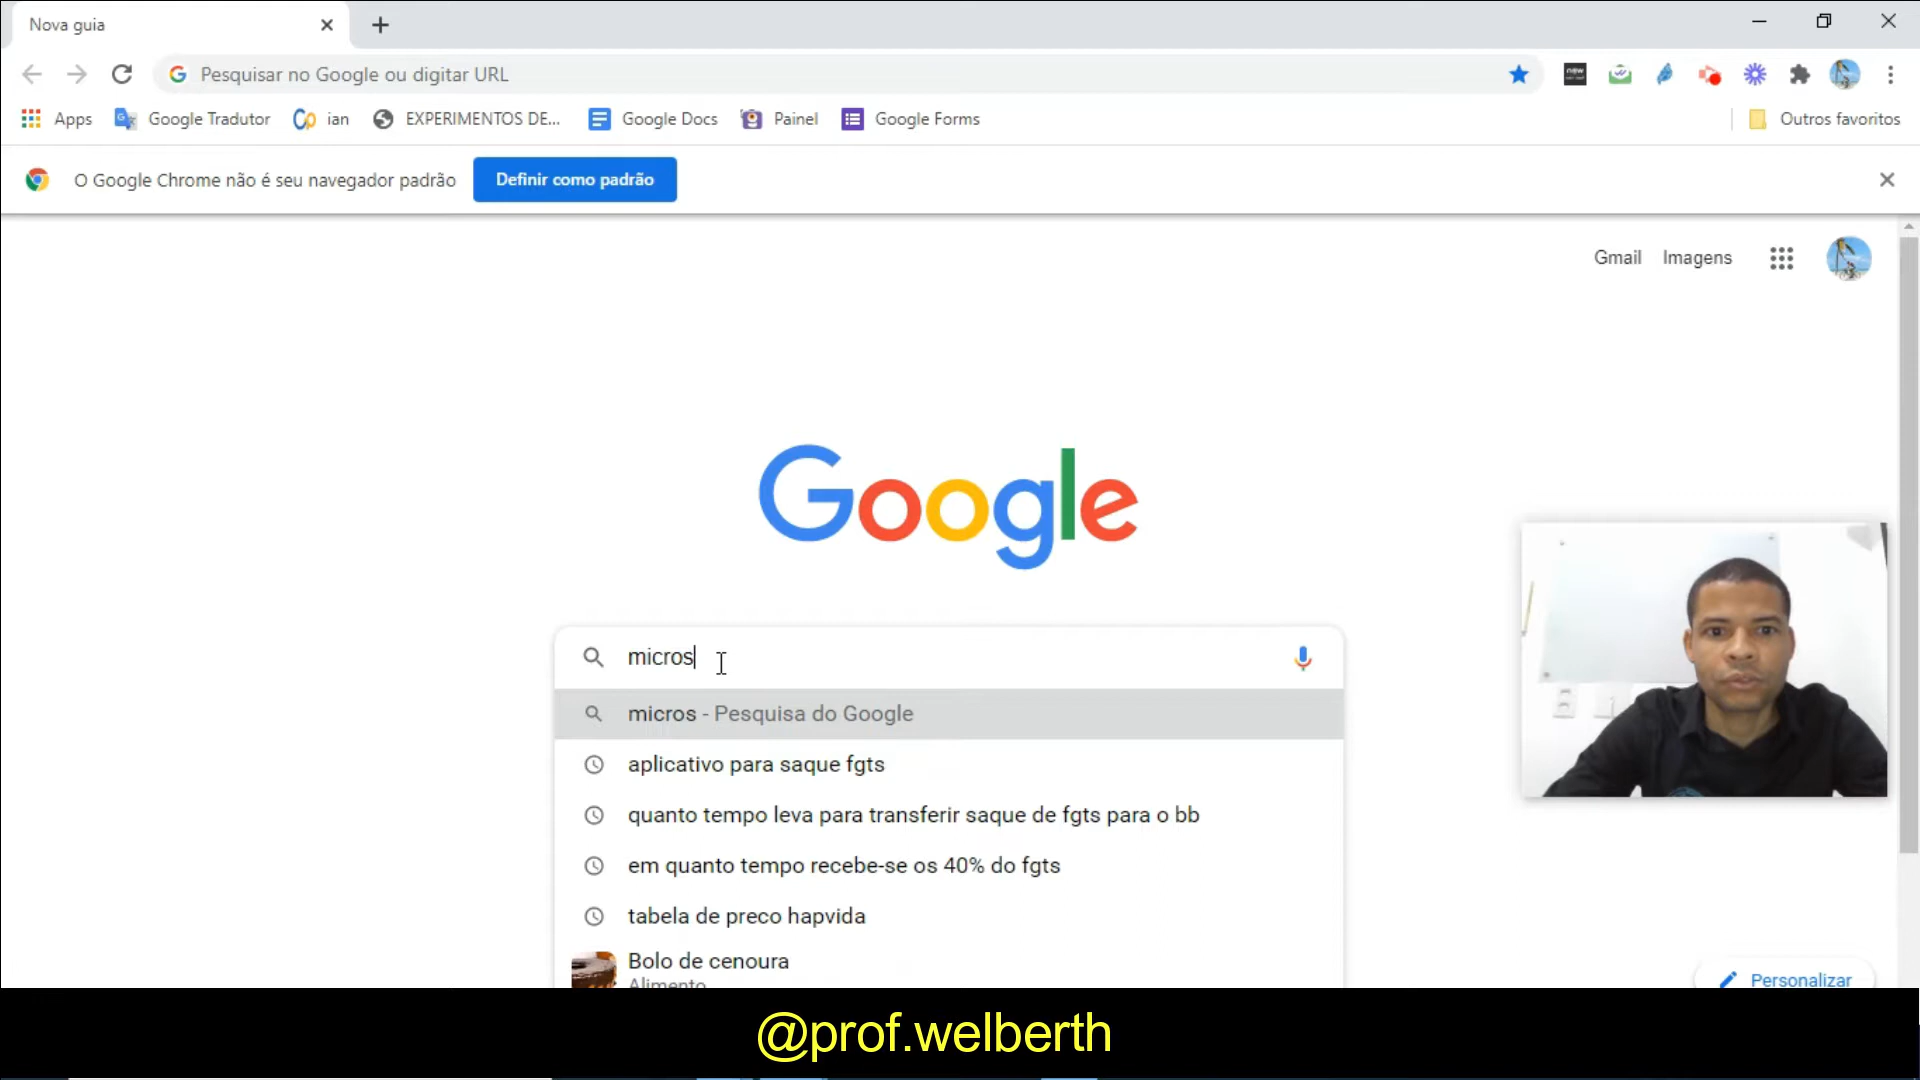 Nova guia
Pesquisar no Google ou digitar URL
Apps
Google Tradutor
ian
EXPERIMENTOS DE...
Google Docs
Painel
Google Forms
Outros favoritos
O Google Chrome não é seu navegador padrão
Definir como padrão
Gmail
Imagens
Google
micros
micros - Pesquisa do Google
aplicativo para saque fgts
quanto tempo leva para transferir saque de fgts para o bb
em quanto tempo recebe-se os 40% do fgts
tabela de preco hapvida
Bolo de cenoura
Alimento
Personalizar
@prof.welberth